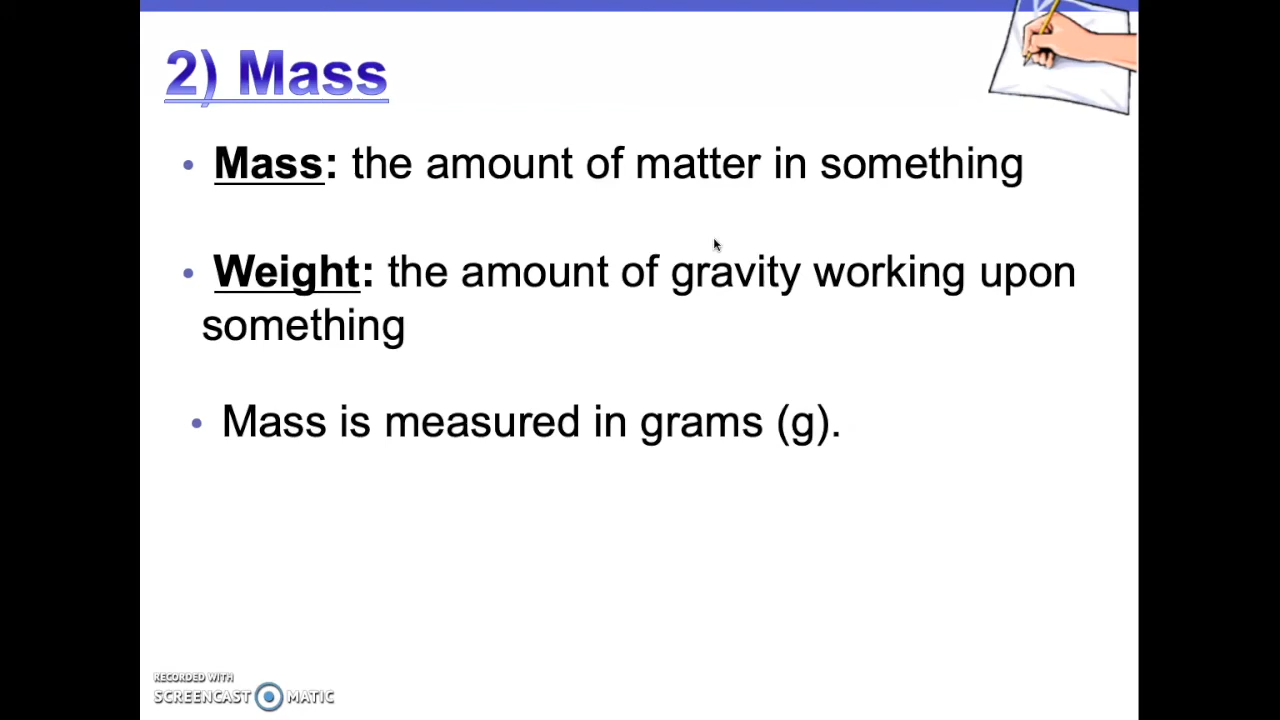 2) Mass
• Mass: the amount of matter in something
• Weight: the amount of gravity working upon
something
• Mass is measured in grams (g).
RECORDED WITH
SCREENCAST MATIC